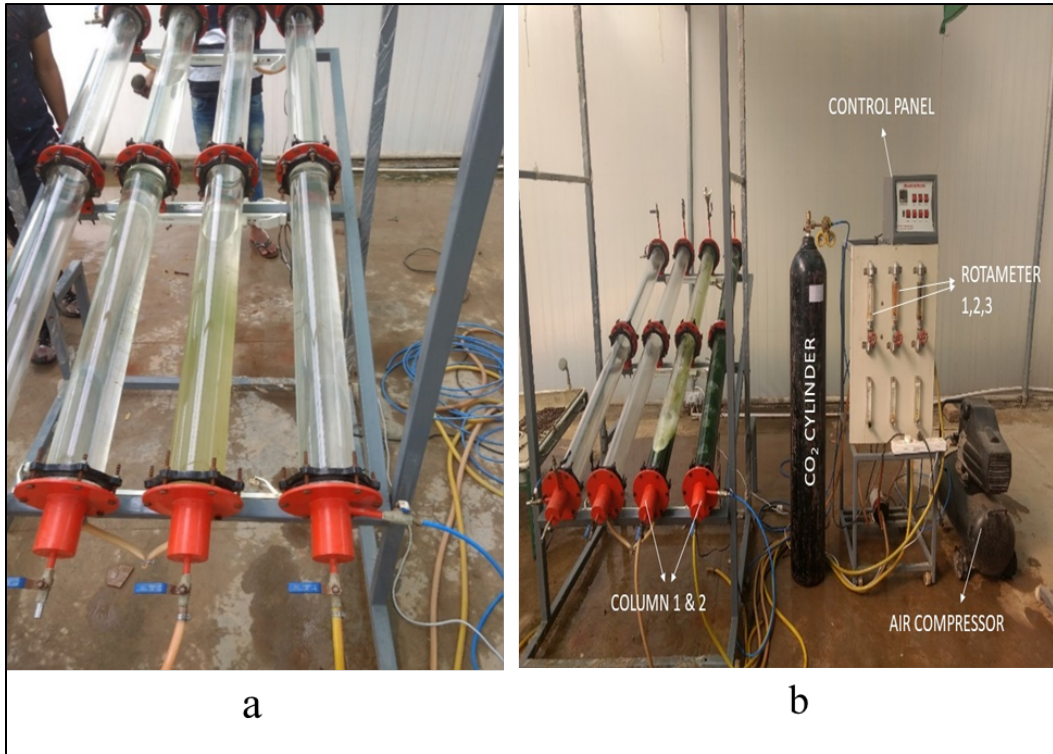 CONTROL PANEL
ROTAMETER
1,2,3
CO₂ CYLINDER
COLUMN 1 & 2
AIR COMPRESSOR
a
b